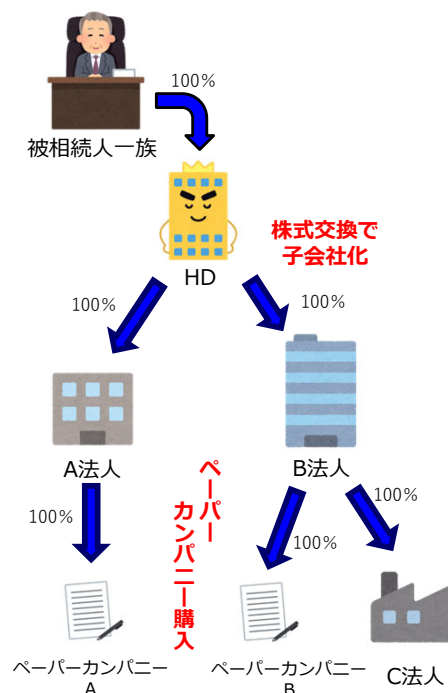 100%
被相続人一族
HD
株式交換で
子会社化
100%
100%
A法人
B法人
ペーパー
カンパニー購入
100%
100%
100%
ペーパーカンパニー
A
ペーパーカンパニー
B
C法人